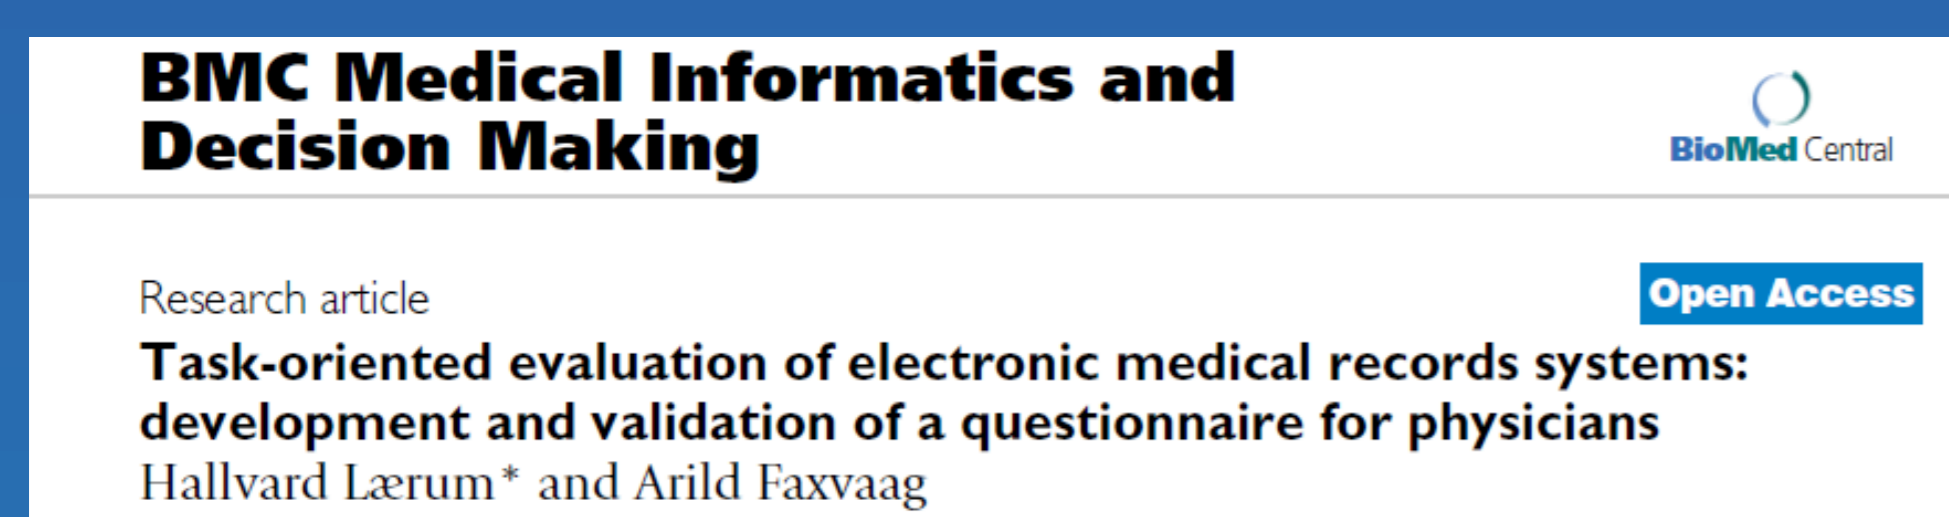 BMC Medical Informatics and
Decision Making
BioMed Central
Research article
Open Access
Task-oriented evaluation of electronic medical records systems:
development and validation of a questionnaire for physicians
Hallvard Lærum* and Arild Faxvaag